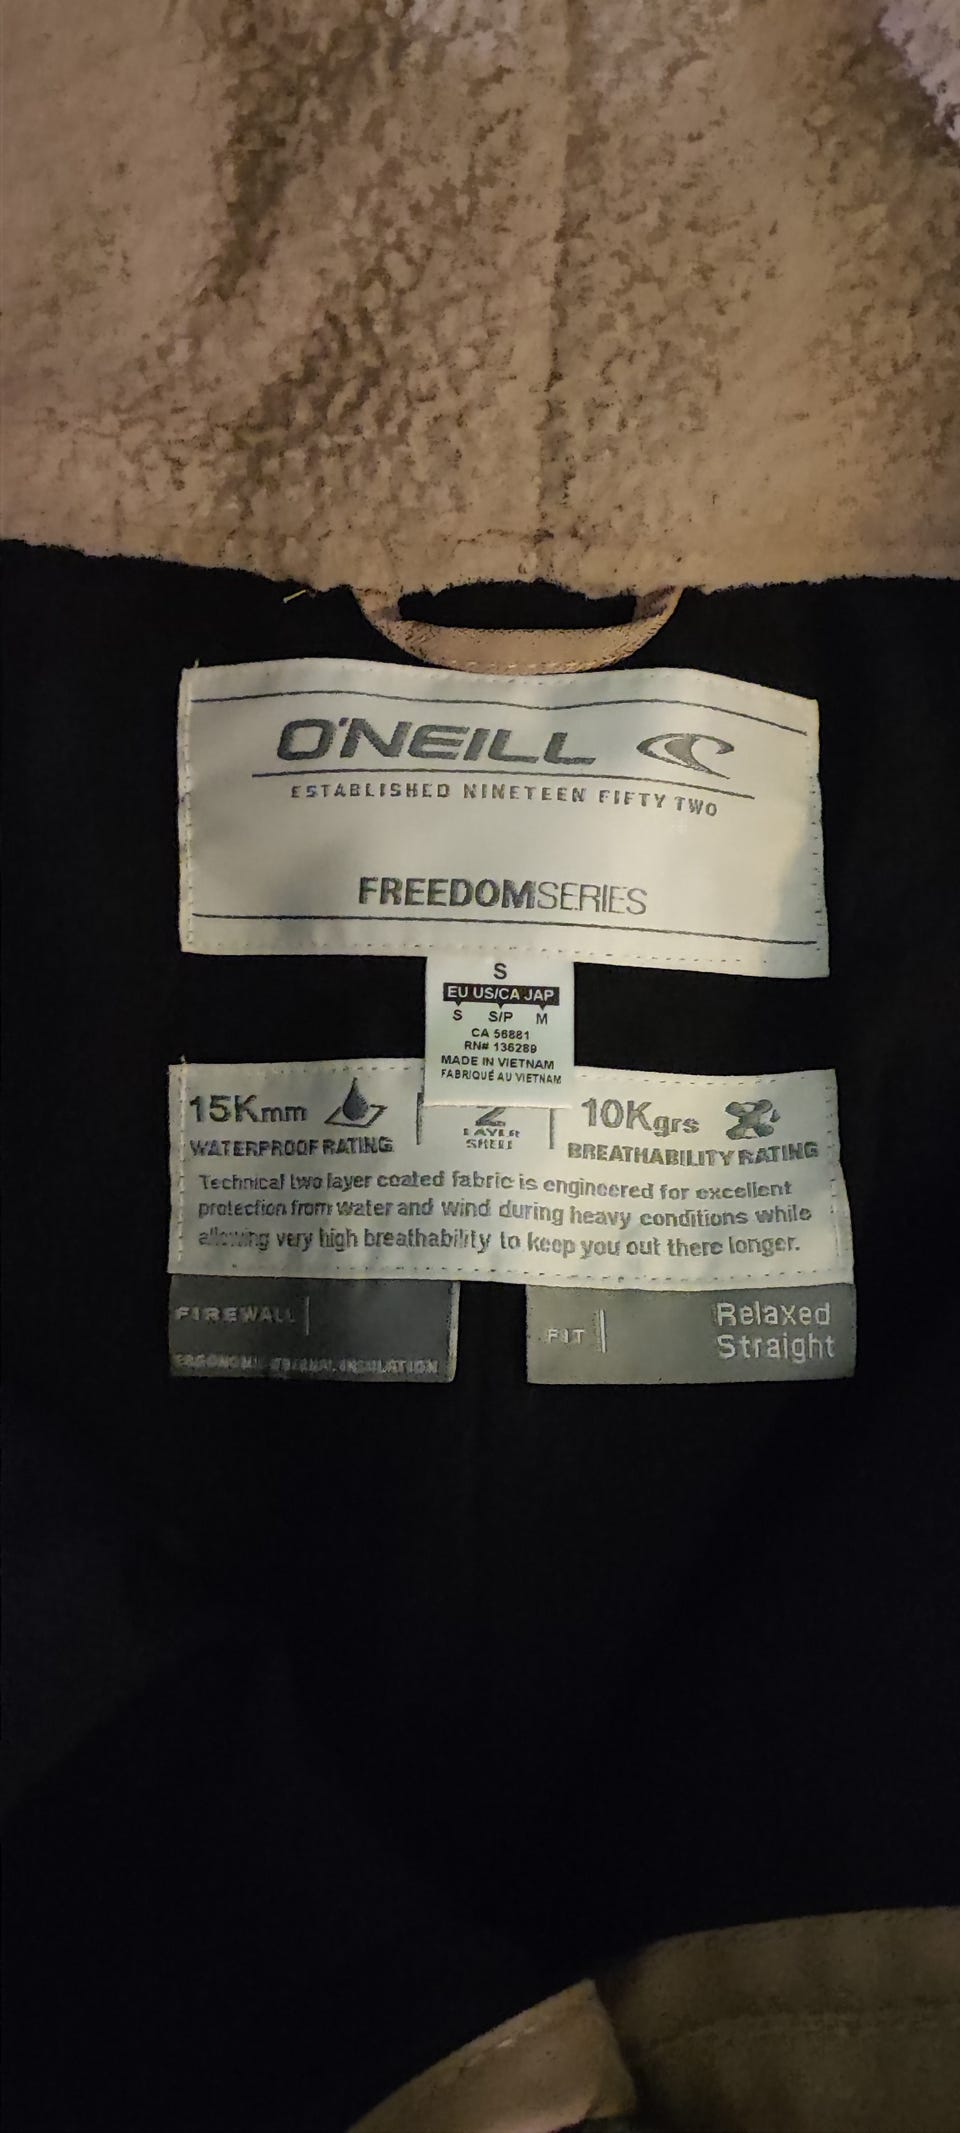 O'NEILL
ESTABLISHED NINETEEN FIFTY TWO
FREEDOMSERIES
S
EU US/CA JAP
S S/P M
CA 56881
RN# 136289
MADE IN VIETNAM
FABRIQUÉ AU VIETNAM
15Kmm
WATERPROOF RATING
2
LAYER
SHELL
10Kgrs
BREATHABILITY RATING
Technical two layer coated fabric is engineered for excellent
protection from water and wind during heavy conditions while
allowing very high breathability to keep you out there longer.
FIREWALL
ERGONOMIC THERMAL INSULATION
FIT
Relaxed
Straight